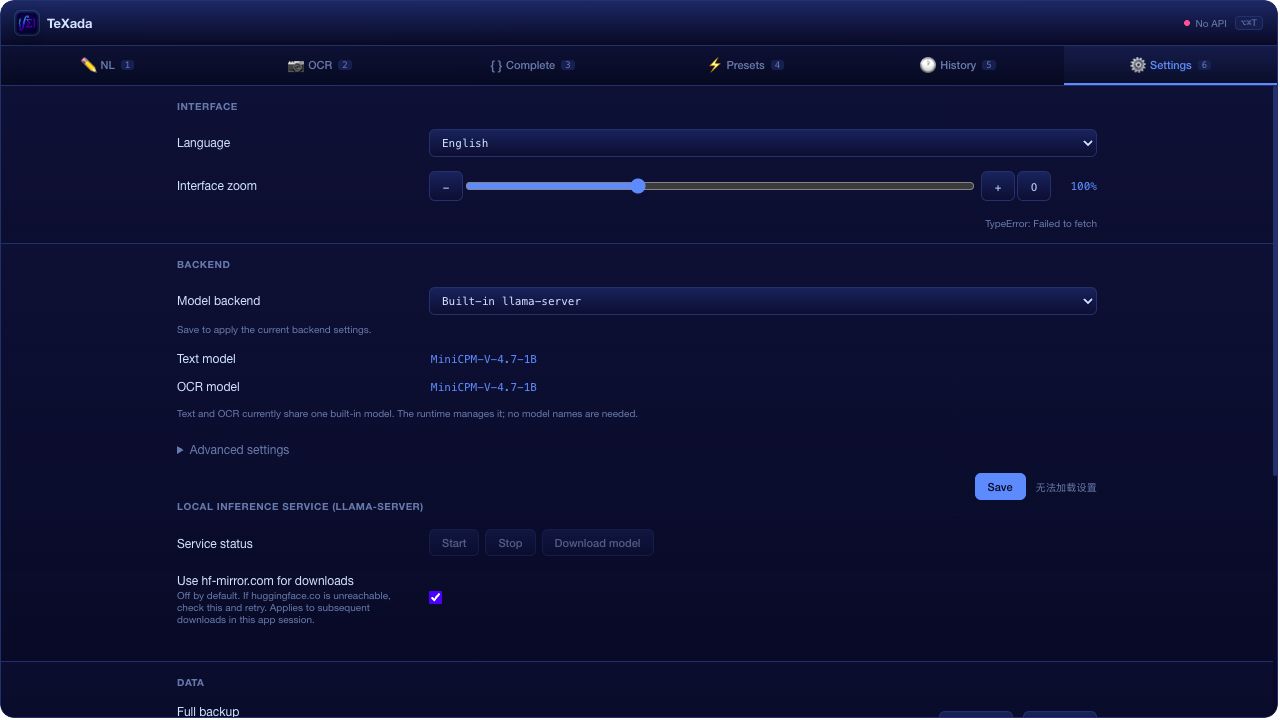 TeXada
No API ⌥⌘T
NL 1
OCR 2
{ } Complete 3
Presets 4
History 5
Settings 6
INTERFACE
Language English
Interface zoom − + 0 100%
TypeError: Failed to fetch
BACKEND
Model backend Built-in llama-server
Save to apply the current backend settings.
Text model MiniCPM-V-4.7-1B
OCR model MiniCPM-V-4.7-1B
Text and OCR currently share one built-in model. The runtime manages it; no model names are needed.
Advanced settings
Save 无法加载设置
LOCAL INFERENCE SERVICE (LLAMA-SERVER)
Service status Start Stop Download model
Use hf-mirror.com for downloads
Off by default. If huggingface.co is unreachable,
check this and retry. Applies to subsequent
downloads in this app session.
DATA
Full backup